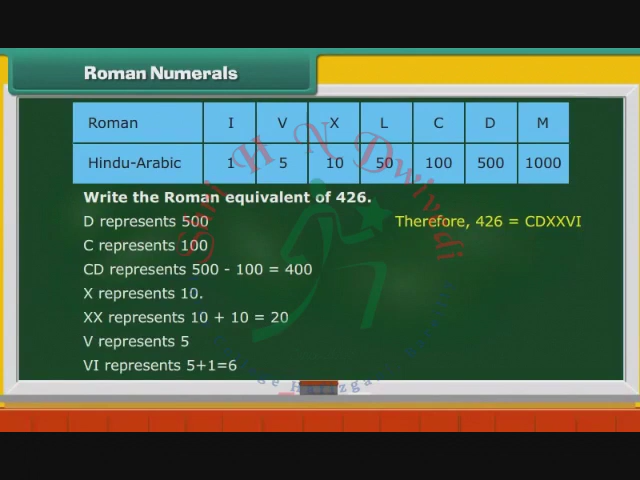 Roman Numerals
Roman I V X L C D M
Hindu-Arabic 1 5 10 50 100 500 1000
Write the Roman equivalent of 426.
D represents 500
Therefore, 426 = CDXXVI
C represents 100
CD represents 500 - 100 = 400
X represents 10.
XX represents 10 + 10 = 20
V represents 5
VI represents 5+1=6
H N Dwivedi